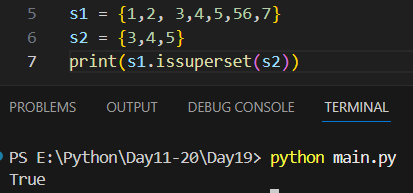 5 s1 = {1,2, 3,4,5,56,7}
6 s2 = {3,4,5}
7 print(s1.issuperset(s2))
PROBLEMS OUTPUT DEBUG CONSOLE TERMINAL
PS E:\Python\Day11-20\Day19> python main.py
True